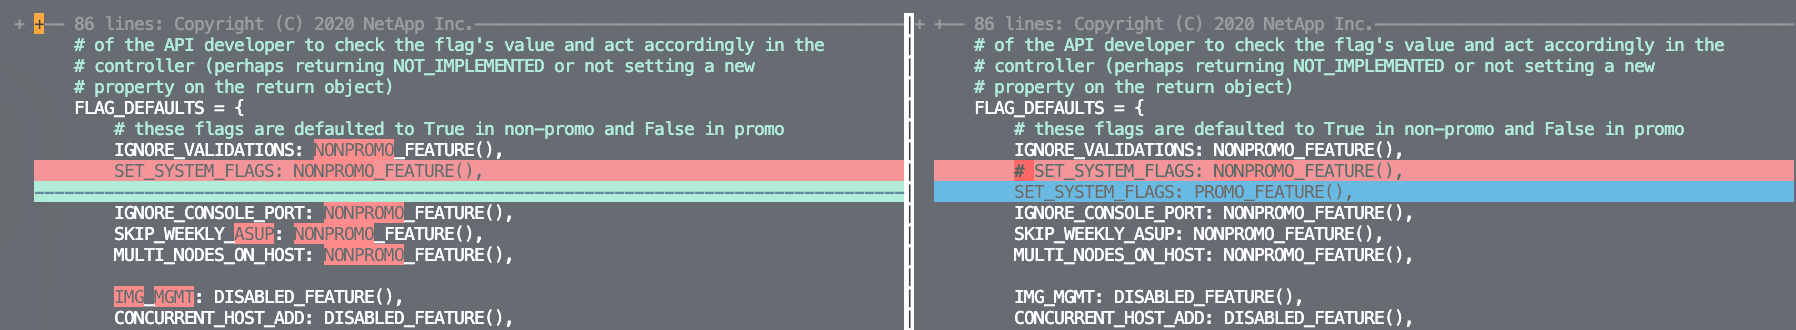 + +-- 86 lines: Copyright (C) 2020 NetApp Inc.
# of the API developer to check the flag's value and act accordingly in the
# controller (perhaps returning NOT_IMPLEMENTED or not setting a new
# property on the return object)
FLAG_DEFAULTS = {
# these flags are defaulted to True in non-promo and False in promo
IGNORE_VALIDATIONS: NONPROMO_FEATURE(),
SET_SYSTEM_FLAGS: NONPROMO_FEATURE(),
IGNORE_CONSOLE_PORT: NONPROMO_FEATURE(),
SKIP_WEEKLY_ASUP: NONPROMO_FEATURE(),
MULTI_NODES_ON_HOST: NONPROMO_FEATURE(),
IMG_MGMT: DISABLED_FEATURE(),
CONCURRENT_HOST_ADD: DISABLED_FEATURE(),
+ +-- 86 lines: Copyright (C) 2020 NetApp Inc.
# of the API developer to check the flag's value and act accordingly in the
# controller (perhaps returning NOT_IMPLEMENTED or not setting a new
# property on the return object)
FLAG_DEFAULTS = {
# these flags are defaulted to True in non-promo and False in promo
IGNORE_VALIDATIONS: NONPROMO_FEATURE(),
# SET_SYSTEM_FLAGS: NONPROMO_FEATURE(),
SET_SYSTEM_FLAGS: PROMO_FEATURE(),
IGNORE_CONSOLE_PORT: NONPROMO_FEATURE(),
SKIP_WEEKLY_ASUP: NONPROMO_FEATURE(),
MULTI_NODES_ON_HOST: NONPROMO_FEATURE(),
IMG_MGMT: DISABLED_FEATURE(),
CONCURRENT_HOST_ADD: DISABLED_FEATURE(),